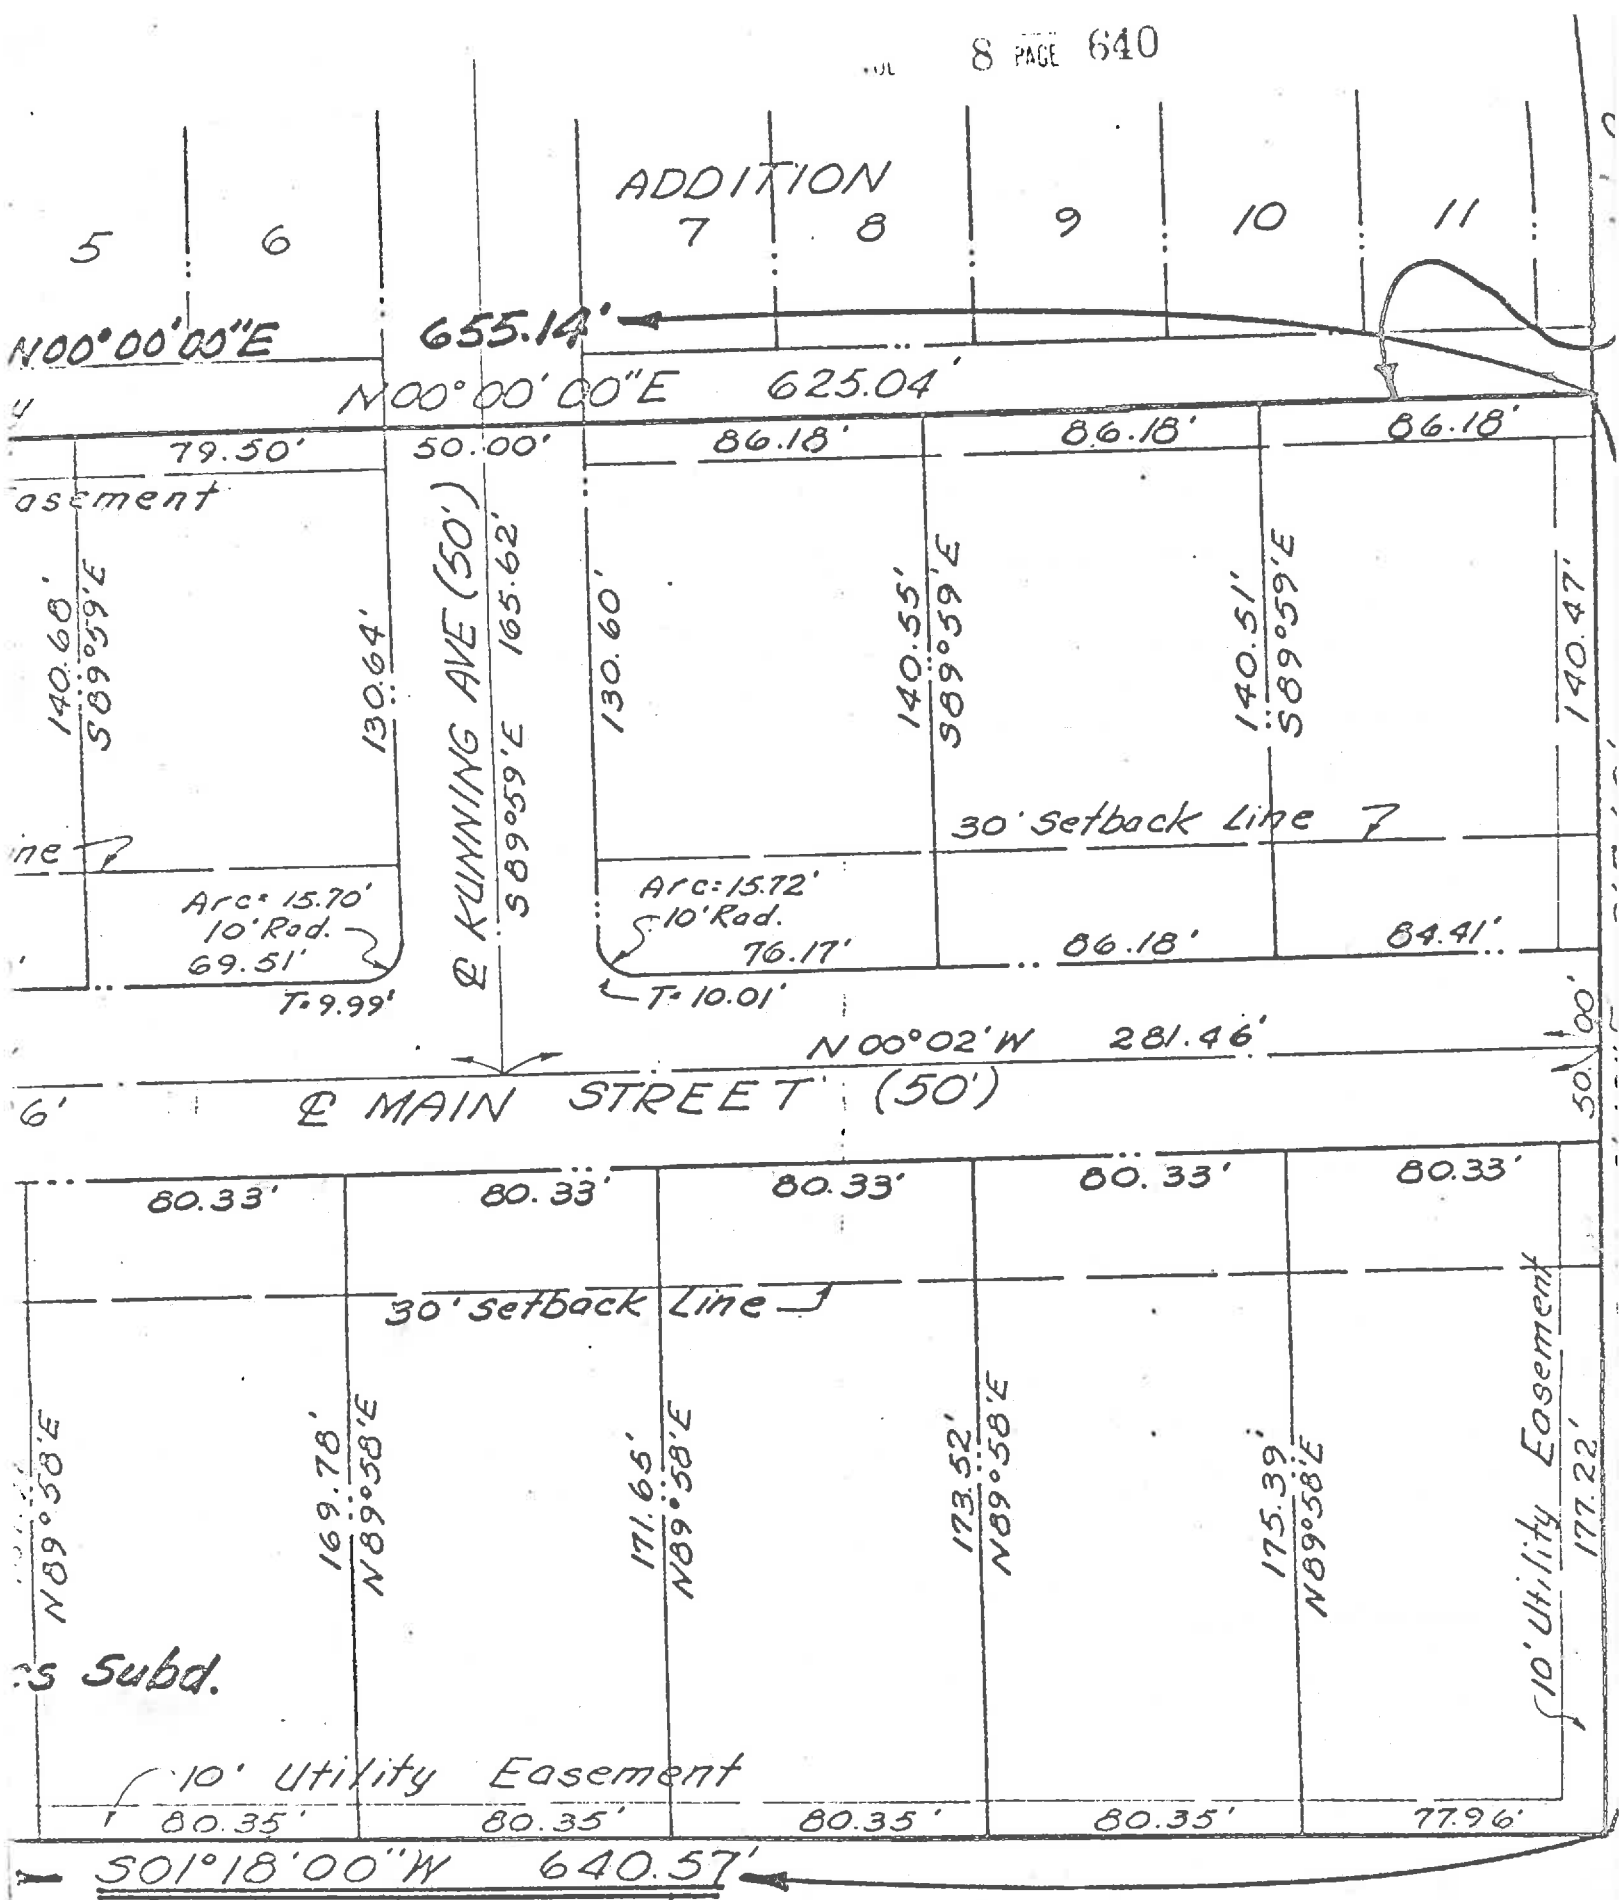 8 PAGE 640
ADDITION
5 6 7 8 9 10 11
N00°00'00"E 655.14'
N00°00'00"E 625.04'
79.50' 50.00' 86.18' 86.18' 86.18'
asement
140.68'
S89°59'E
130.64'
℄ KUNNING AVE (50')
S89°59'E 165.62'
130.60'
140.55'
S89°59'E
140.51'
S89°59'E
140.47'
30' Setback Line
ne
Arc= 15.70'
10' Rad.
69.51'
T=9.99'
Arc=15.72'
10' Rad.
76.17'
T=10.01'
86.18' 84.41'
N00°02'W 281.46'
50.00'
6'
℄ MAIN STREET (50')
80.33' 80.33' 80.33' 80.33' 80.33'
30' Setback Line
N89°58'E
169.78'
N89°58'E
171.65'
N89°58'E
173.52'
N89°58'E
175.39'
N89°58'E
10' Utility Easement
177.22'
es Subd.
10' Utility Easement
80.35' 80.35' 80.35' 80.35' 77.96'
S01°18'00"W 640.57'